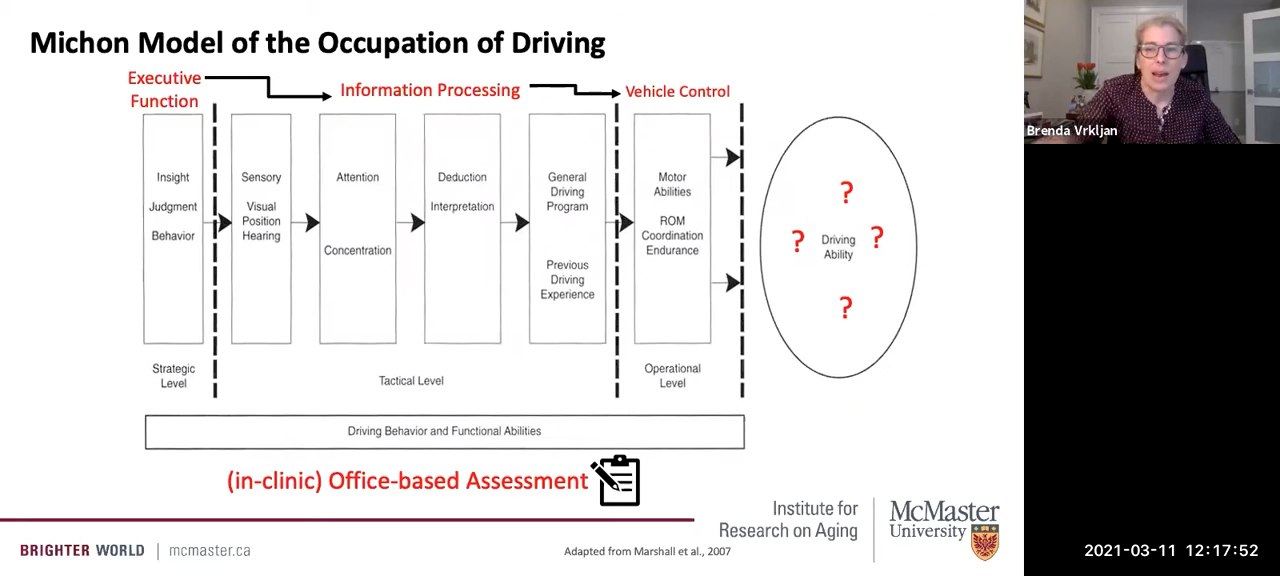 Michon Model of the Occupation of Driving
Executive
Function
Information Processing
Vehicle Control
Insight
Judgment
Behavior
Sensory
Visual
Position
Hearing
Attention
Concentration
Deduction
Interpretation
General
Driving
Program
Previous
Driving
Experience
Motor
Abilities
ROM
Coordination
Endurance
?
? Driving ?
Ability
?
Strategic
Level
Tactical Level
Operational
Level
Driving Behavior and Functional Abilities
(in-clinic) Office-based Assessment
Institute for
Research on Aging
McMaster
University
BRIGHTER WORLD | mcmaster.ca
Adapted from Marshall et al., 2007
Brenda Vrkljan
2021-03-11 12:17:52